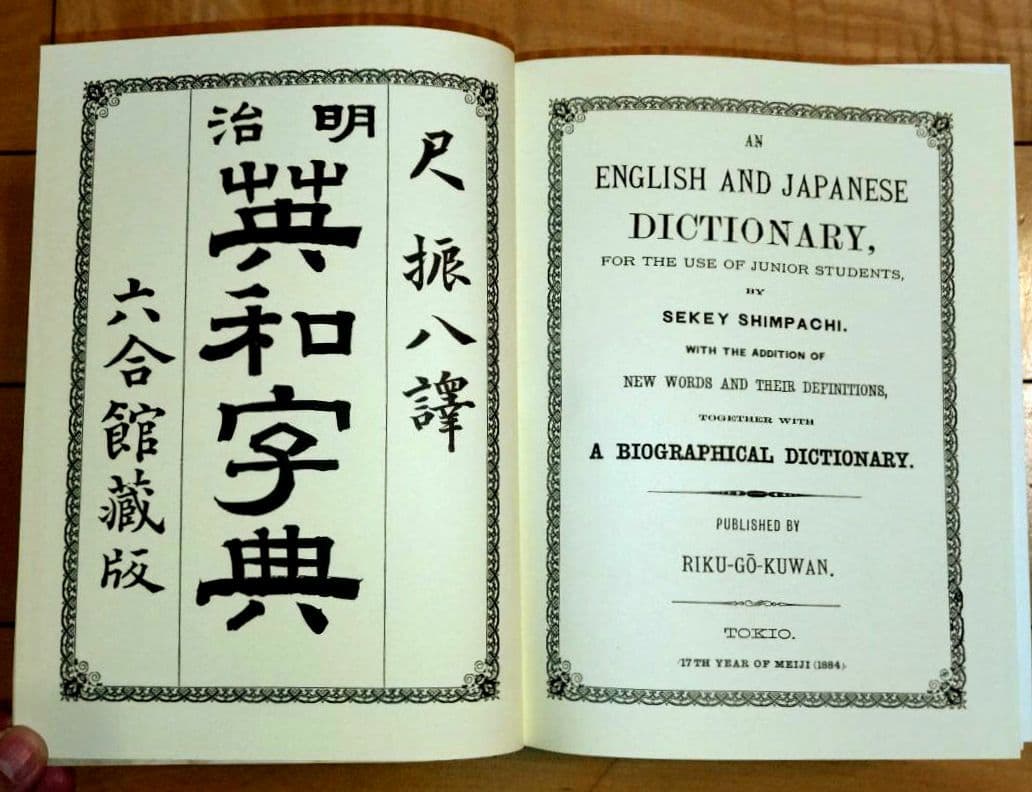 尺振八譯
明治
英和字典
六合館藏版
AN
ENGLISH AND JAPANESE
DICTIONARY,
FOR THE USE OF JUNIOR STUDENTS,
BY
SEKEY SHIMPACHI.
WITH THE ADDITION OF
NEW WORDS AND THEIR DEFINITIONS,
TOGETHER WITH
A BIOGRAPHICAL DICTIONARY.
PUBLISHED BY
RIKU-GŌ-KUWAN.
TOKIO.
(17TH YEAR OF MEIJI (1884).